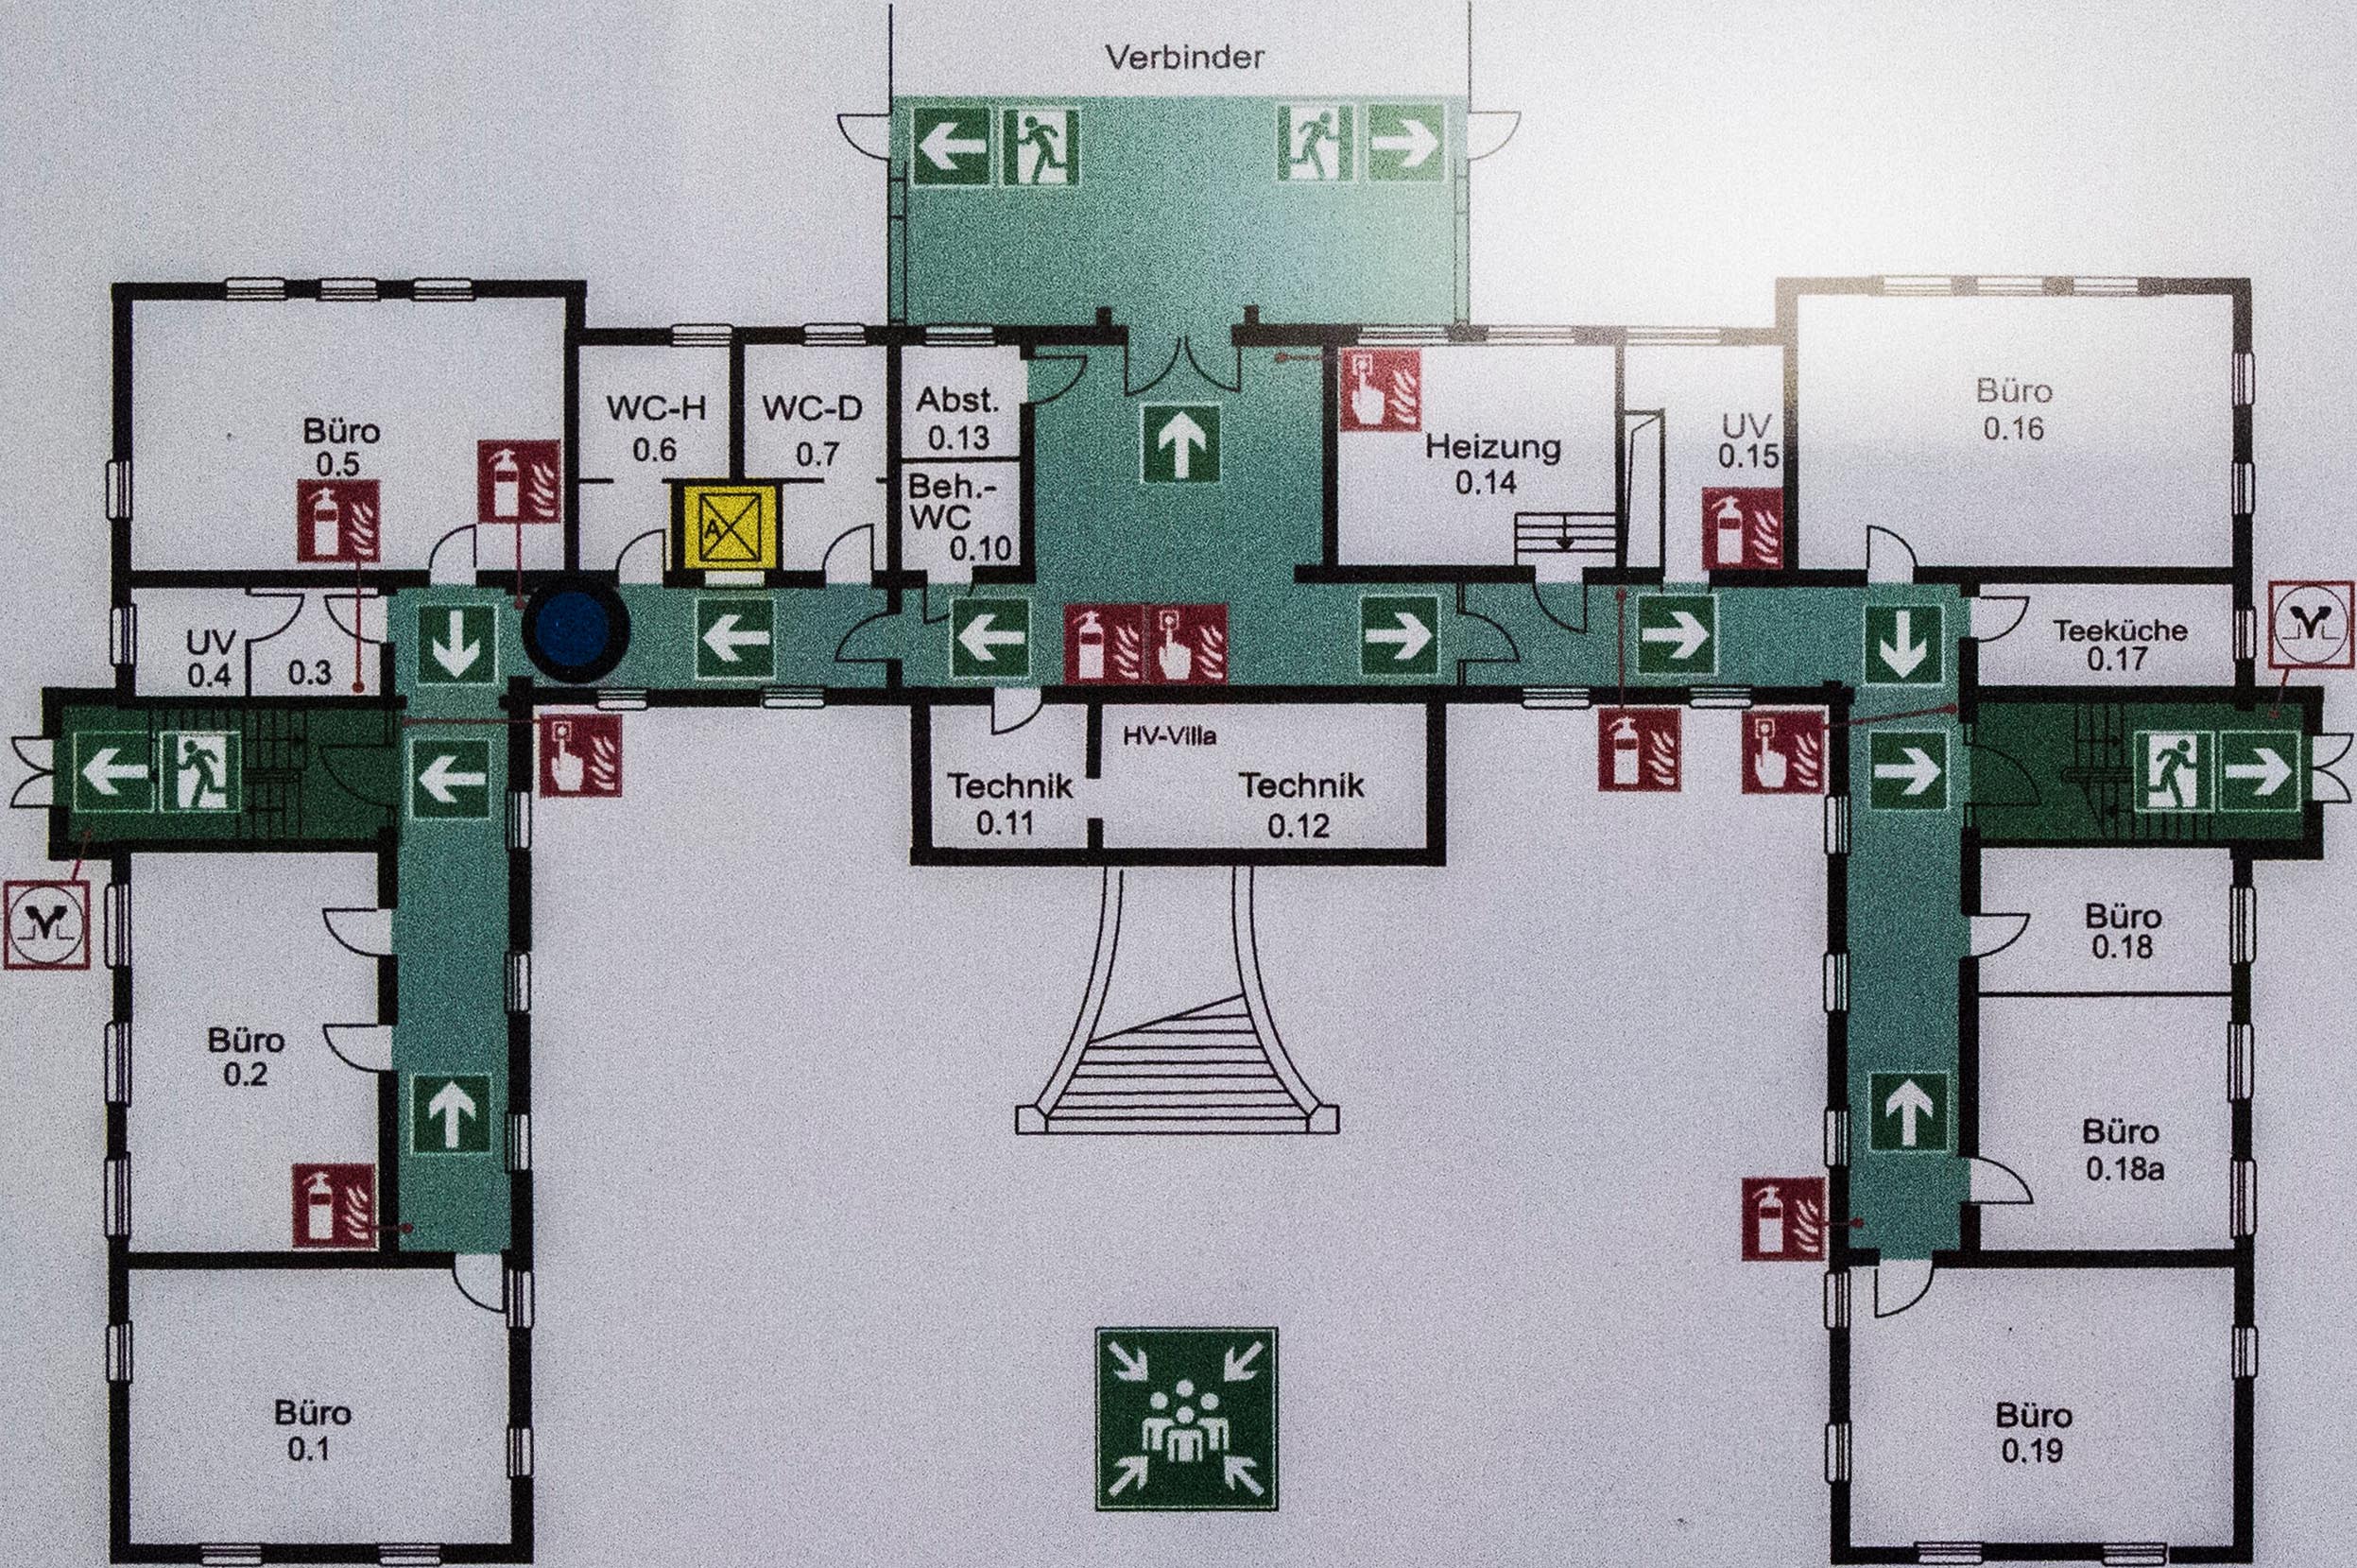 Verbinder
Büro
0.5
WC-H
0.6
WC-D
0.7
Abst.
0.13
Beh.-
WC
0.10
A
Heizung
0.14
UV
0.15
Büro
0.16
UV
0.4
0.3
Teeküche
0.17
HV-Villa
Technik
0.11
Technik
0.12
Büro
0.2
Büro
0.18
Büro
0.18a
Büro
0.1
Büro
0.19